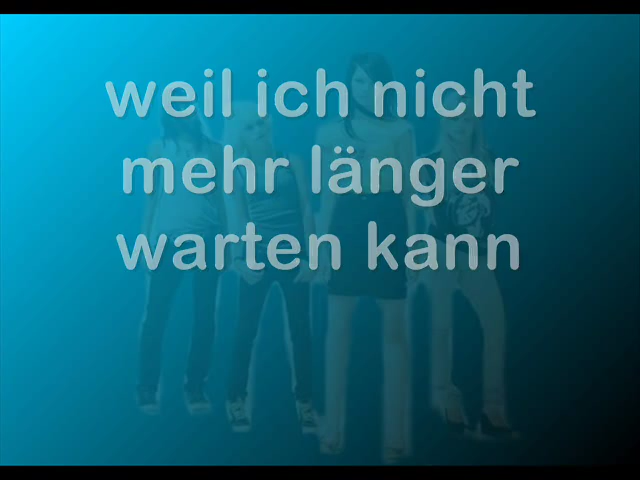 weil ich nicht
mehr länger
warten kann